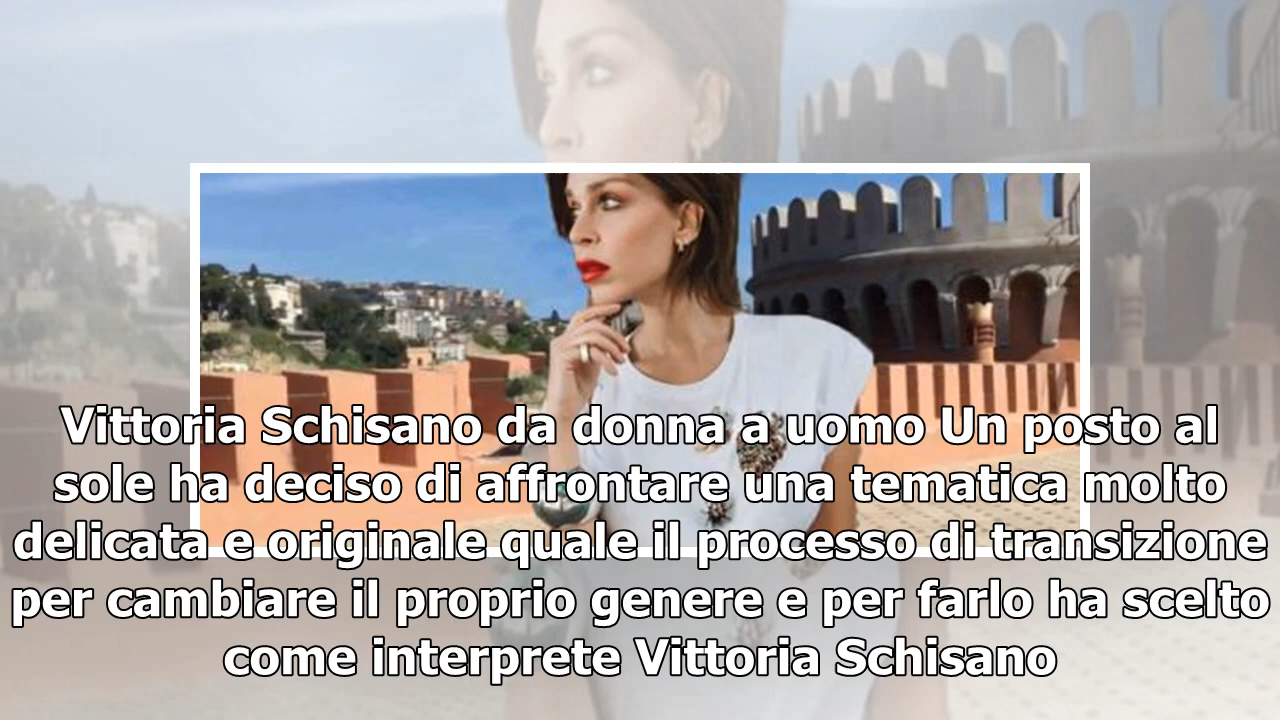 Vittoria Schisano da donna a uomo Un posto al
sole ha deciso di affrontare una tematica molto
delicata e originale quale il processo di transizione
per cambiare il proprio genere e per farlo ha scelto
come interprete Vittoria Schisano